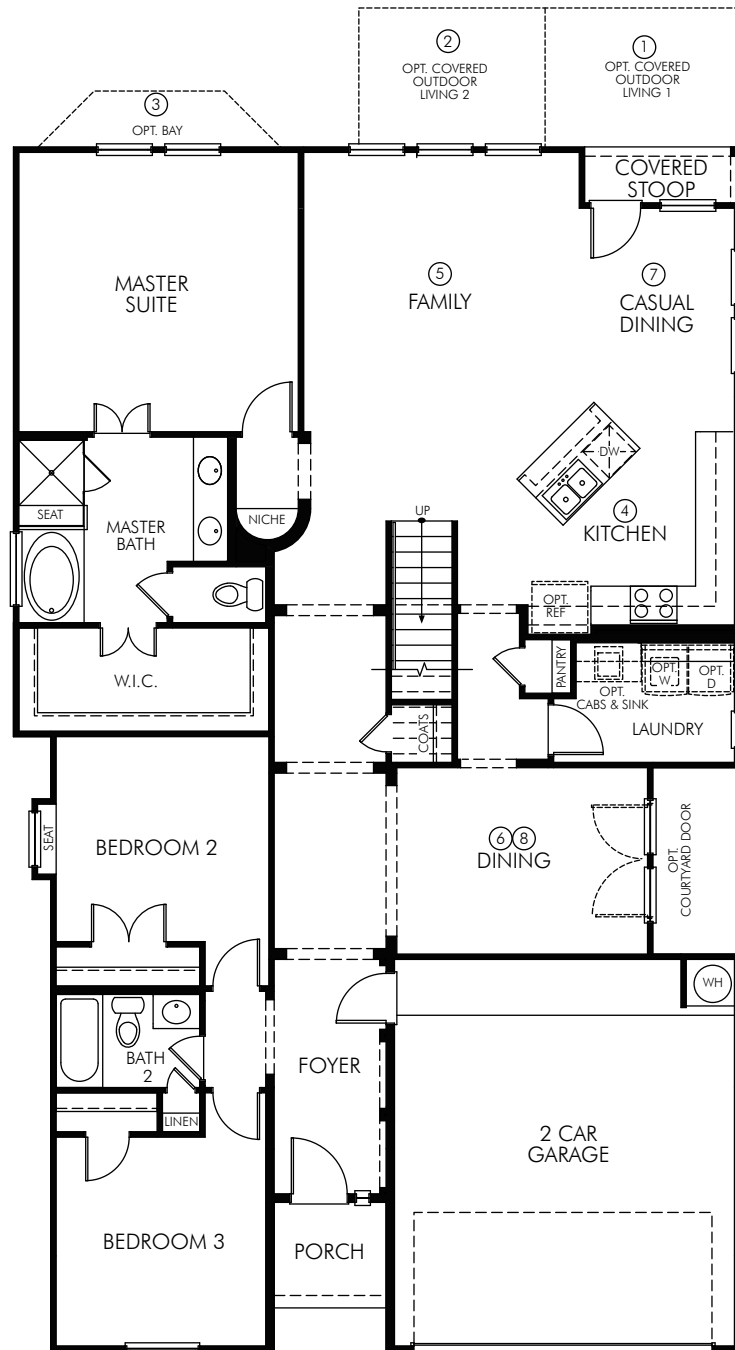 2
OPT. COVERED
OUTDOOR
LIVING 2
1
OPT. COVERED
OUTDOOR
LIVING 1
3
OPT. BAY
COVERED
STOOP
MASTER
SUITE
5
FAMILY
7
CASUAL
DINING
DW
SEAT
MASTER
BATH
NICHE
UP
4
KITCHEN
OPT.
REF
W.I.C.
PANTRY
OPT.
CABS & SINK
OPT.
W
OPT.
D
LAUNDRY
COATS
SEAT
BEDROOM 2
6 8
DINING
OPT.
COURTYARD DOOR
WH
BATH
2
FOYER
LINEN
2 CAR
GARAGE
BEDROOM 3
PORCH